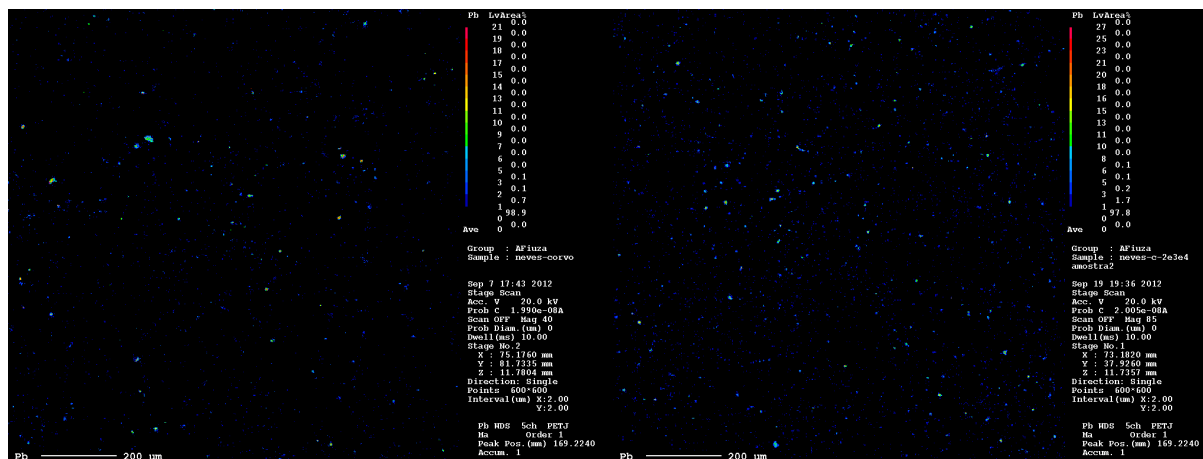 Pb LvArea%
0.0
21 0.0
19 0.0
18 0.0
17 0.0
15 0.0
14 0.0
13 0.0
11 0.0
10 0.0
9 0.0
7 0.0
6 0.0
5 0.1
3 0.1
2 0.7
1 98.9
0 0.0
Ave 0
Group : AFiuza
Sample : neves-corvo
Sep 7 17:43 2012
Stage Scan
Acc. V 20.0 kV
Prob C 1.990e-08A
Scan OFF Mag 40
Prob Diam.(um) 0
Dwell(ms) 10.00
Stage No.2
X : 75.1760 mm
Y : 81.7335 mm
Z : 11.7804 mm
Direction: Single
Points 600*600
Interval(um) X:2.00
Y:2.00
Pb WDS 5ch PETJ
Ma Order 1
Peak Pos.(mm) 169.2240
Accum. 1
Pb 200 um
Pb LvArea%
0.0
27 0.0
25 0.0
23 0.0
22 0.0
20 0.0
18 0.0
16 0.0
15 0.0
13 0.0
11 0.0
10 0.0
8 0.0
6 0.1
5 0.1
3 0.2
1 1.7
0 97.8
0 0.0
Ave 0
Group : AFiuza
Sample : neves-c-2e3e4
amostra2
Sep 19 19:36 2012
Stage Scan
Acc. V 20.0 kV
Prob C 2.005e-08A
Scan OFF Mag 85
Prob Diam.(um) 0
Dwell(ms) 10.00
Stage No.1
X : 73.1820 mm
Y : 37.9260 mm
Z : 11.7357 mm
Direction: Single
Points 600*600
Interval(um) X:2.00
Y:2.00
Pb WDS 5ch PETJ
Ma Order 1
Peak Pos.(mm) 169.2240
Accum. 1
Pb 200 um